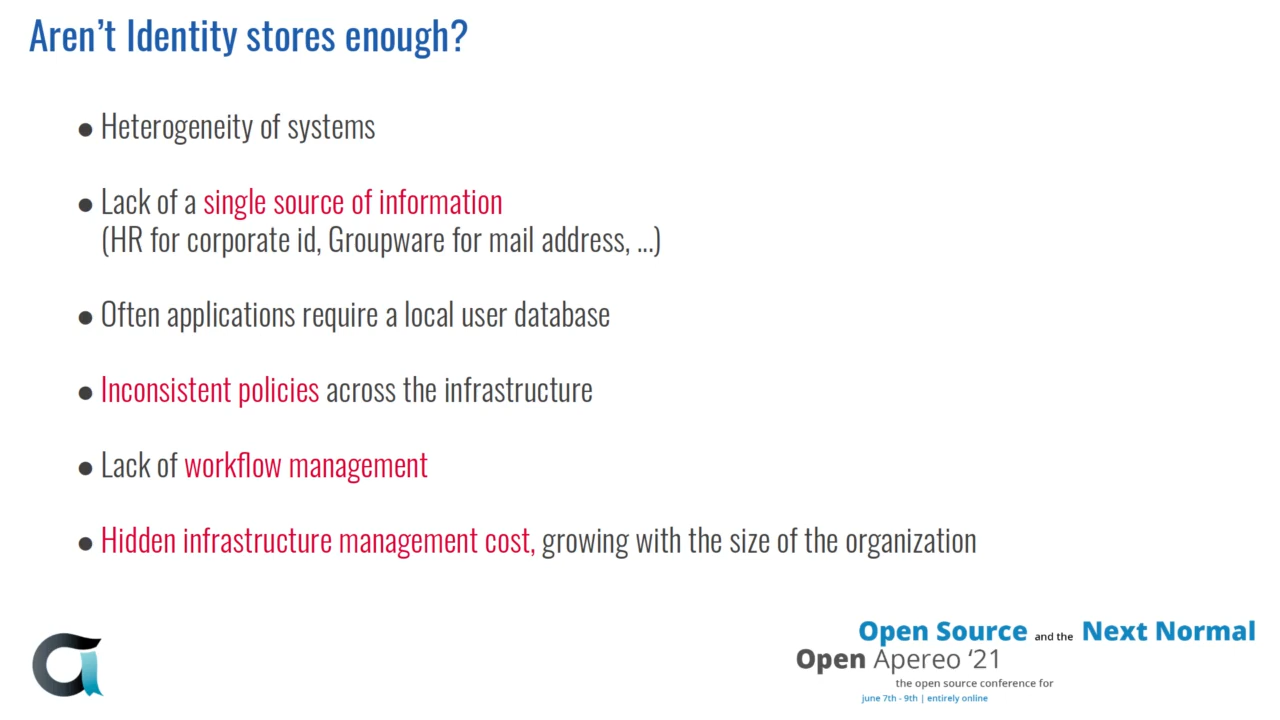 Aren’t Identity stores enough?
● Heterogeneity of systems
● Lack of a single source of information
(HR for corporate id, Groupware for mail address, ...)
● Often applications require a local user database
● Inconsistent policies across the infrastructure
● Lack of workflow management
● Hidden infrastructure management cost, growing with the size of the organization
Open Source and the Next Normal
Open Apereo ‘21
the open source conference for
june 7th - 9th | entirely online